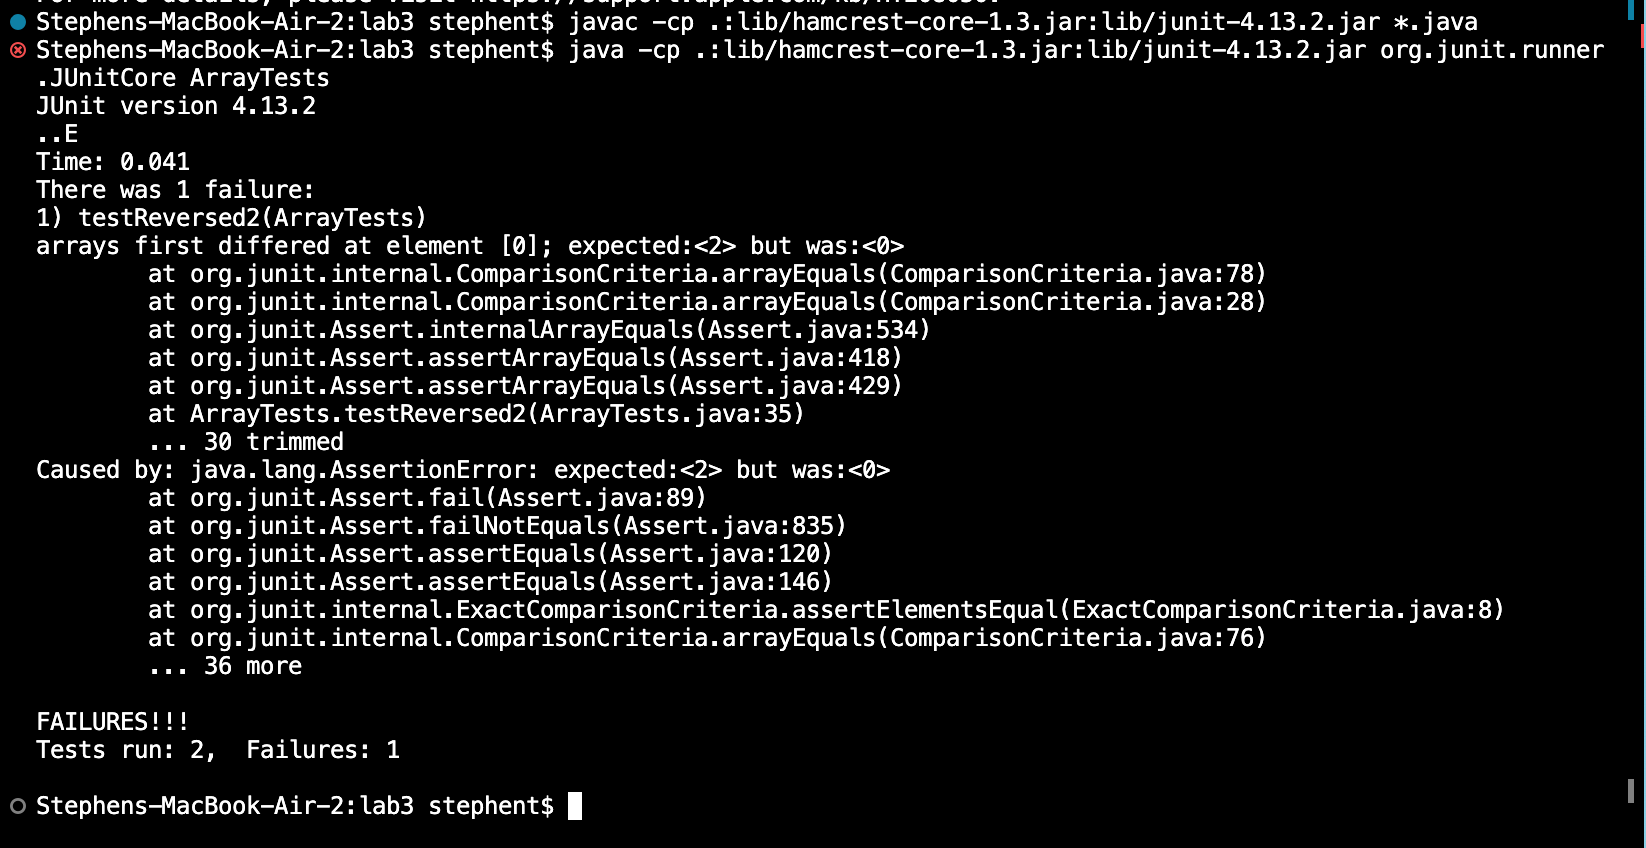 Stephens-MacBook-Air-2:lab3 stephent$ javac -cp .:lib/hamcrest-core-1.3.jar:lib/junit-4.13.2.jar *.java
Stephens-MacBook-Air-2:lab3 stephent$ java -cp .:lib/hamcrest-core-1.3.jar:lib/junit-4.13.2.jar org.junit.runner
.JUnitCore ArrayTests
JUnit version 4.13.2
..E
Time: 0.041
There was 1 failure:
1) testReversed2(ArrayTests)
arrays first differed at element [0]; expected:<2> but was:<0>
at org.junit.internal.ComparisonCriteria.arrayEquals(ComparisonCriteria.java:78)
at org.junit.internal.ComparisonCriteria.arrayEquals(ComparisonCriteria.java:28)
at org.junit.Assert.internalArrayEquals(Assert.java:534)
at org.junit.Assert.assertArrayEquals(Assert.java:418)
at org.junit.Assert.assertArrayEquals(Assert.java:429)
at ArrayTests.testReversed2(ArrayTests.java:35)
... 30 trimmed
Caused by: java.lang.AssertionError: expected:<2> but was:<0>
at org.junit.Assert.fail(Assert.java:89)
at org.junit.Assert.failNotEquals(Assert.java:835)
at org.junit.Assert.assertEquals(Assert.java:120)
at org.junit.Assert.assertEquals(Assert.java:146)
at org.junit.internal.ExactComparisonCriteria.assertElementsEqual(ExactComparisonCriteria.java:8)
at org.junit.internal.ComparisonCriteria.arrayEquals(ComparisonCriteria.java:76)
... 36 more
FAILURES!!!
Tests run: 2,  Failures: 1
Stephens-MacBook-Air-2:lab3 stephent$